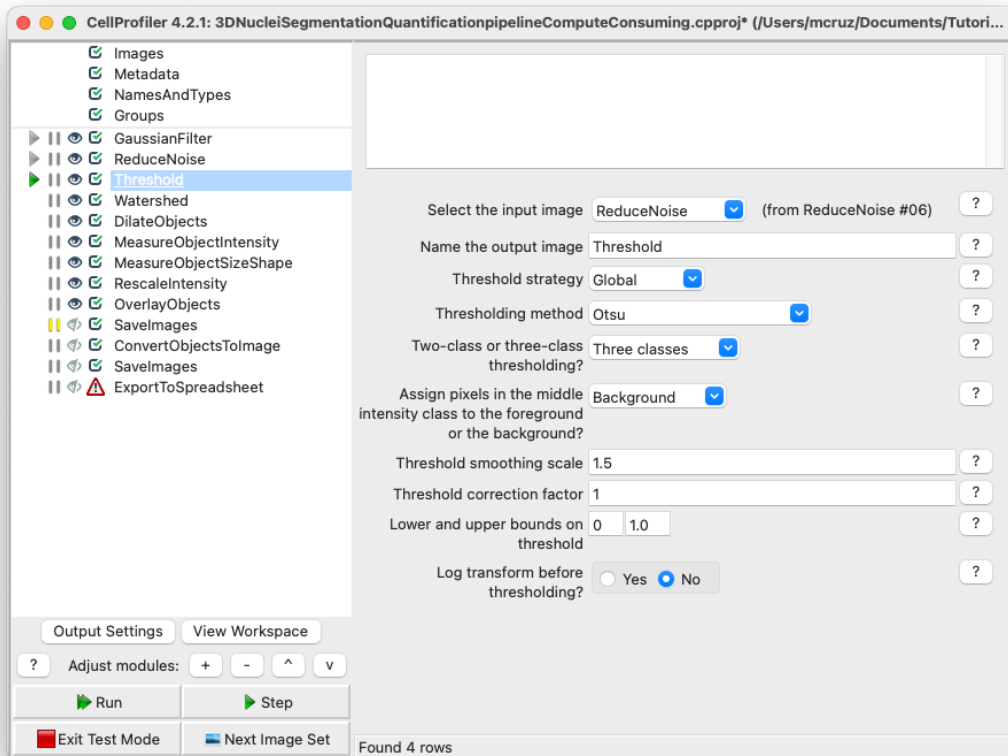 CellProfiler 4.2.1: 3DNucleiSegmentationQuantificationpipelineComputeConsuming.cpproj* (/Users/mcruz/Documents/Tutori...
Images
Metadata
NamesAndTypes
Groups
GaussianFilter
ReduceNoise
Threshold
Watershed
DilateObjects
MeasureObjectIntensity
MeasureObjectSizeShape
RescaleIntensity
OverlayObjects
SaveImages
ConvertObjectsToImage
SaveImages
ExportToSpreadsheet
Output Settings View Workspace
? Adjust modules: + - ^ v
Run Step
Exit Test Mode Next Image Set
Select the input image ReduceNoise (from ReduceNoise #06) ?
Name the output image Threshold ?
Threshold strategy Global ?
Thresholding method Otsu ?
Two-class or three-class
thresholding? Three classes ?
Assign pixels in the middle
intensity class to the foreground
or the background? Background ?
Threshold smoothing scale 1.5 ?
Threshold correction factor 1 ?
Lower and upper bounds on
threshold 0 1.0 ?
Log transform before
thresholding? Yes No ?
Found 4 rows